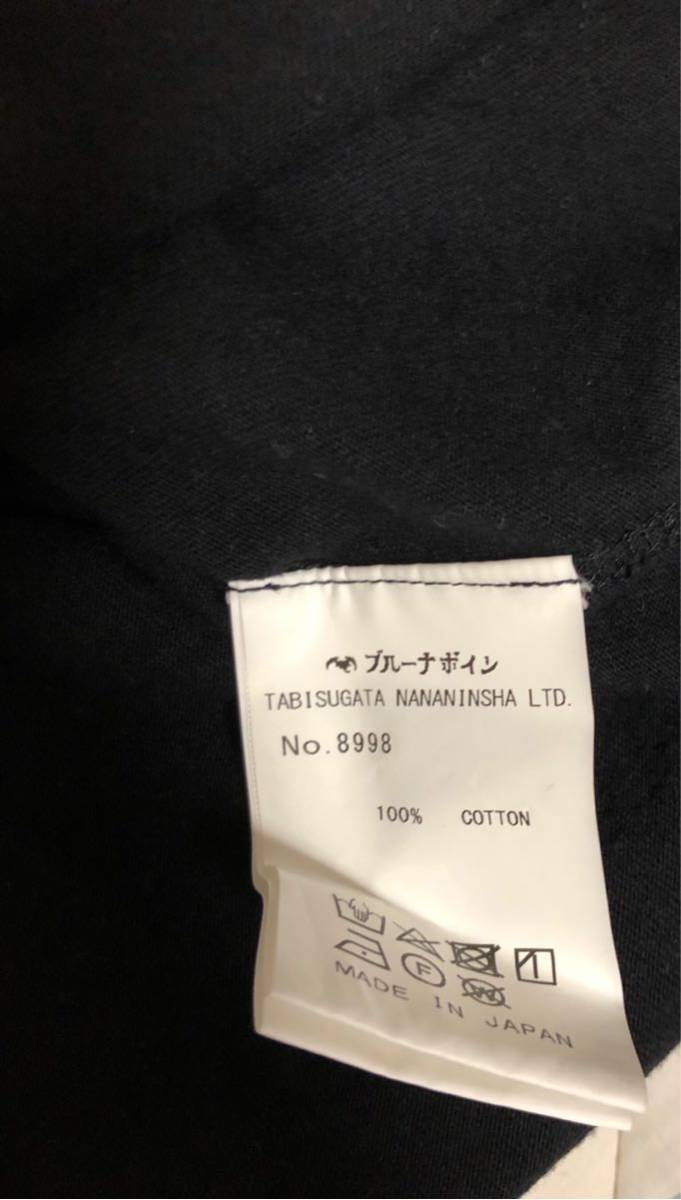 ブルーナボイン
TABISUGATA NANANINSHA LTD.
No.8998
100% COTTON
F
W
MADE IN JAPAN